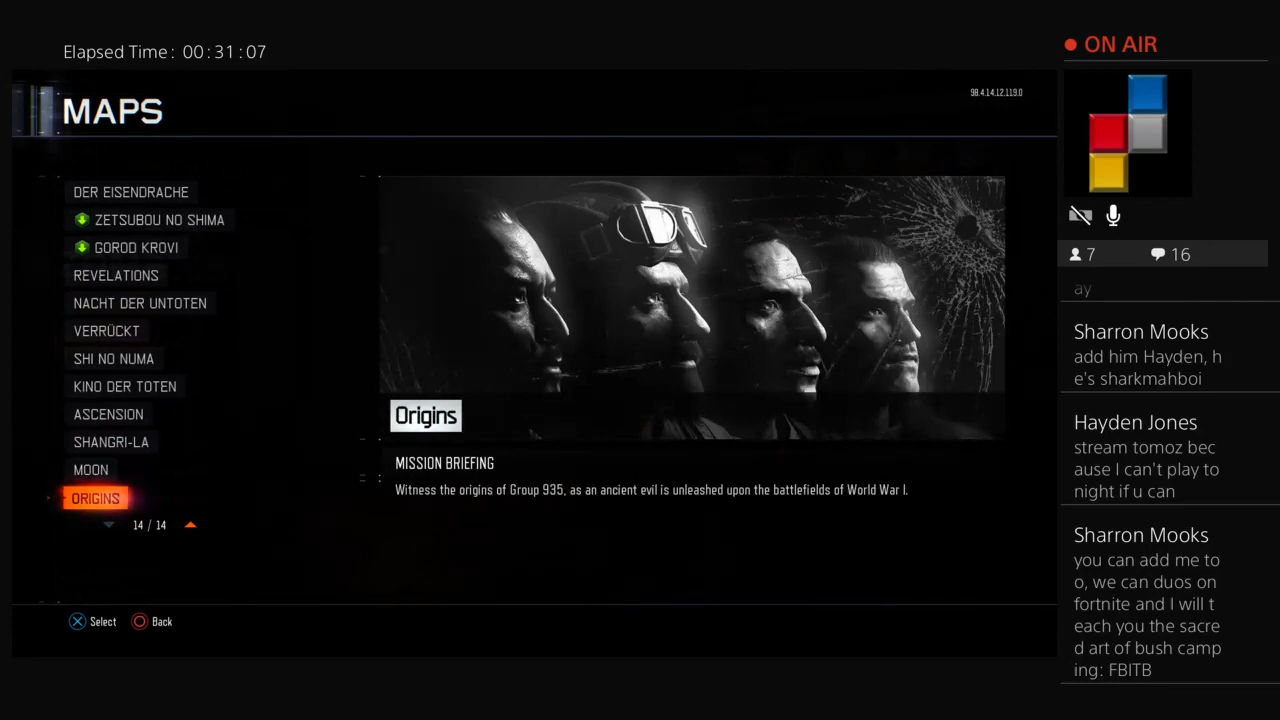 Elapsed Time: 00:31:07
ON AIR
MAPS
98.4.14.12.119.0
DER EISENDRACHE
ZETSUBOU NO SHIMA
GOROD KROVI
REVELATIONS
NACHT DER UNTOTEN
VERRÜCKT
SHI NO NUMA
KINO DER TOTEN
ASCENSION
SHANGRI-LA
MOON
ORIGINS
14 / 14
Origins
MISSION BRIEFING
Witness the origins of Group 935, as an ancient evil is unleashed upon the battlefields of World War I.
Select Back
7 16
ay
Sharron Mooks
add him Hayden, h
e's sharkmahboi
Hayden Jones
stream tomoz bec
ause I can't play to
night if u can
Sharron Mooks
you can add me to
o, we can duos on
fortnite and I will t
each you the sacre
d art of bush camp
ing: FBITB